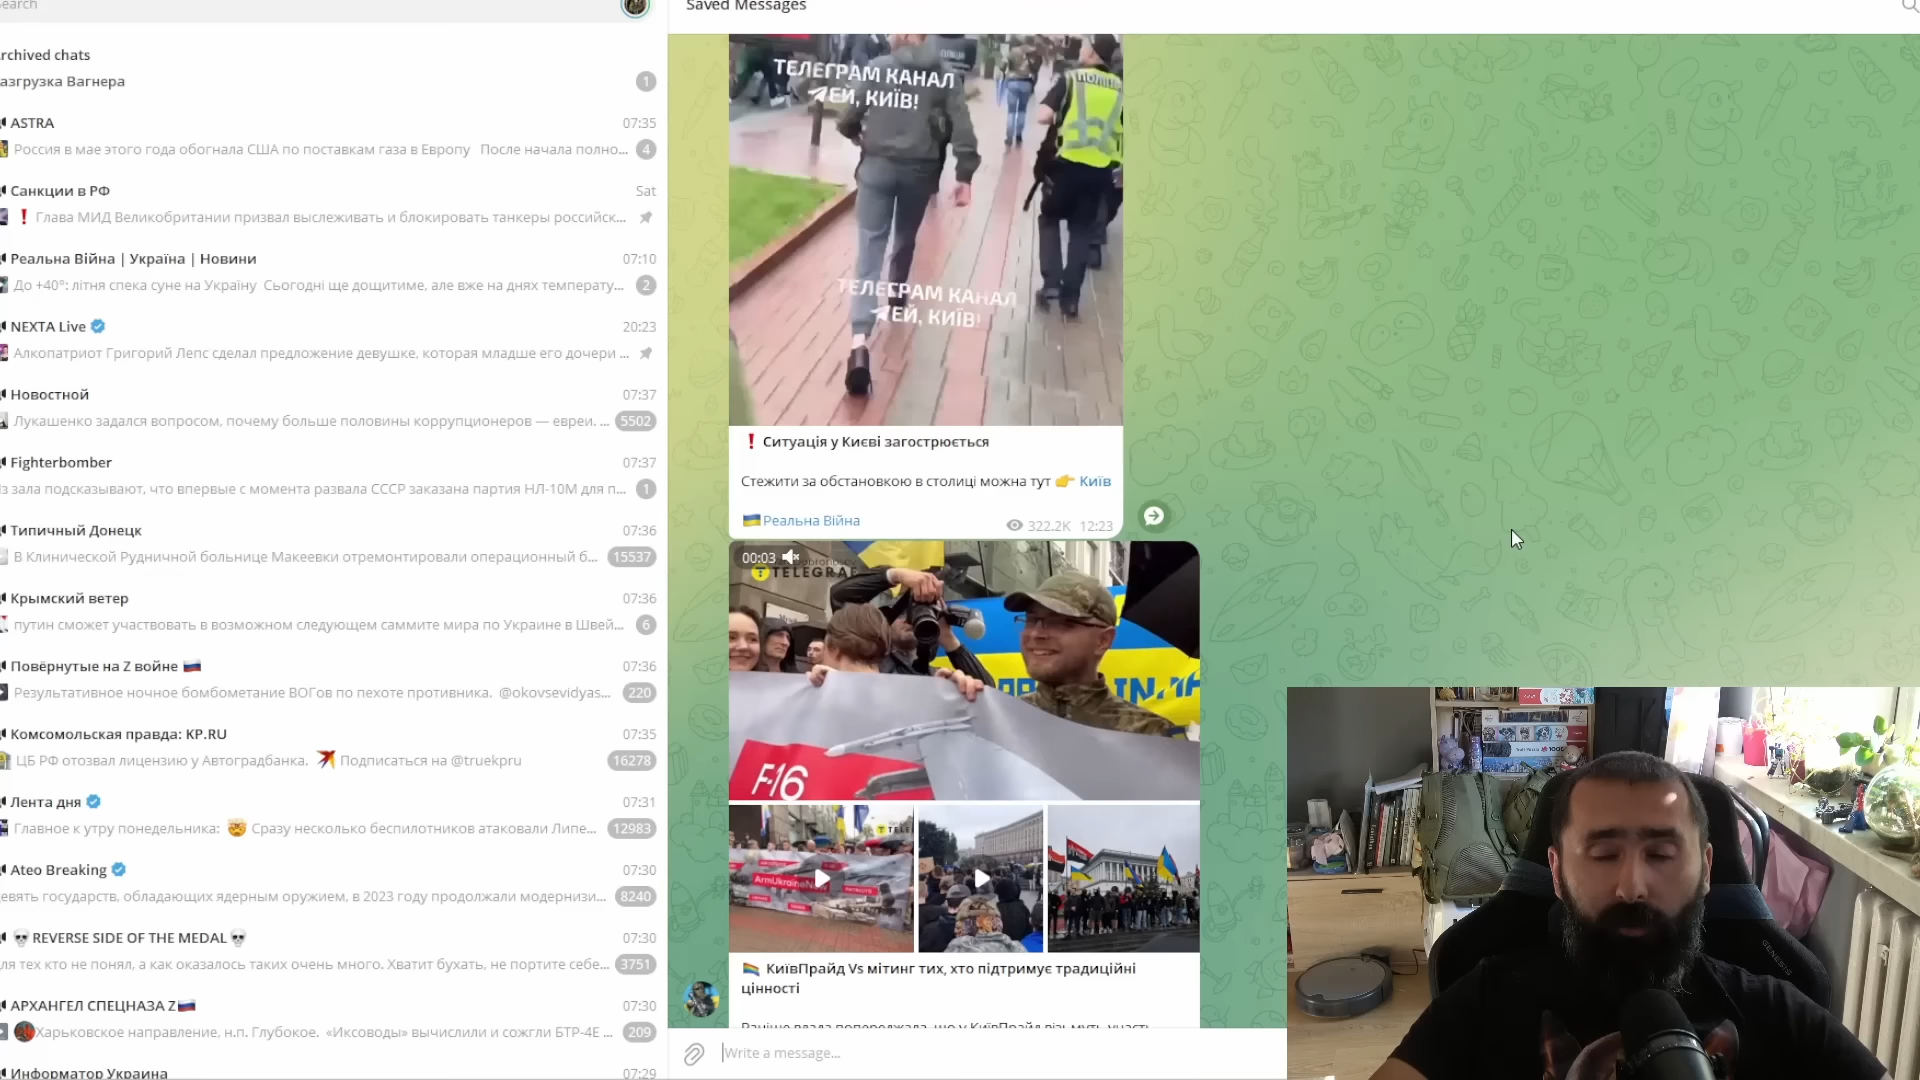 Search
Archived chats
азгрузка Вагнера
1
ASTRA
07:35
Россия в мае этого года обогнала США по поставкам газа в Европу После начала полно...
4
Санкции в РФ
Sat
❗ Глава МИД Великобритании призвал выслеживать и блокировать танкеры российск...
Реальна Війна | Україна | Новини
07:10
До +40°: літня спека суне на Україну Сьогодні ще дощитиме, але вже на днях температу...
2
NEXTA Live
20:23
Алкопатриот Григорий Лепс сделал предложение девушке, которая младше его дочери ...
Новостной
07:37
Лукашенко задался вопросом, почему больше половины коррупционеров — евреи. ...
5502
Fighterbomber
07:37
Из зала подсказывают, что впервые с момента развала СССР заказана партия НЛ-10М для п...
1
Типичный Донецк
07:36
В Клинической Рудничной больнице Макеевки отремонтировали операционный б...
15537
Крымский ветер
07:36
путин сможет участвовать в возможном следующем саммите мира по Украине в Швей...
6
Повёрнутые на Z войне 🇷🇺
07:36
Результативное ночное бомбометание ВОГов по пехоте противника. @okovsevidyas...
220
Комсомольская правда: KP.RU
07:35
ЦБ РФ отозвал лицензию у Автоградбанка. Подписаться на @truekpru
16278
Лента дня
07:31
Главное к утру понедельника: 🤯 Сразу несколько беспилотников атаковали Липе...
12983
Ateo Breaking
07:30
евять государств, обладающих ядерным оружием, в 2023 году продолжали модернизи...
8240
💀REVERSE SIDE OF THE MEDAL💀
07:30
ля тех кто не понял, а как оказалось таких очень много. Хватит бухать, не портите себе...
3751
АРХАНГЕЛ СПЕЦНАЗА Z🇷🇺
07:30
Харьковское направление, н.п. Глубокое. «Иксоводы» вычислили и сожгли БТР-4Е ...
209
Информатор Украина
07:29
Saved Messages
ТЕЛЕГРАМ КАНАЛ
ЕЙ, КИЇВ!
ТЕЛЕГРАМ КАНАЛ
ЕЙ, КИЇВ!
❗ Ситуація у Києві загострюється
Стежити за обстановкою в столиці можна тут 👉 Київ
🇺🇦Реальна Війна
322.2K 12:23
00:03
TELEGRAF
F-16
ArmUkraineN
🏳️‍🌈 КиївПрайд Vs мітинг тих, хто підтримує традиційні
цінності
Раніше влада попереджала, що у КиївПрайд візьмуть участь
Write a message...